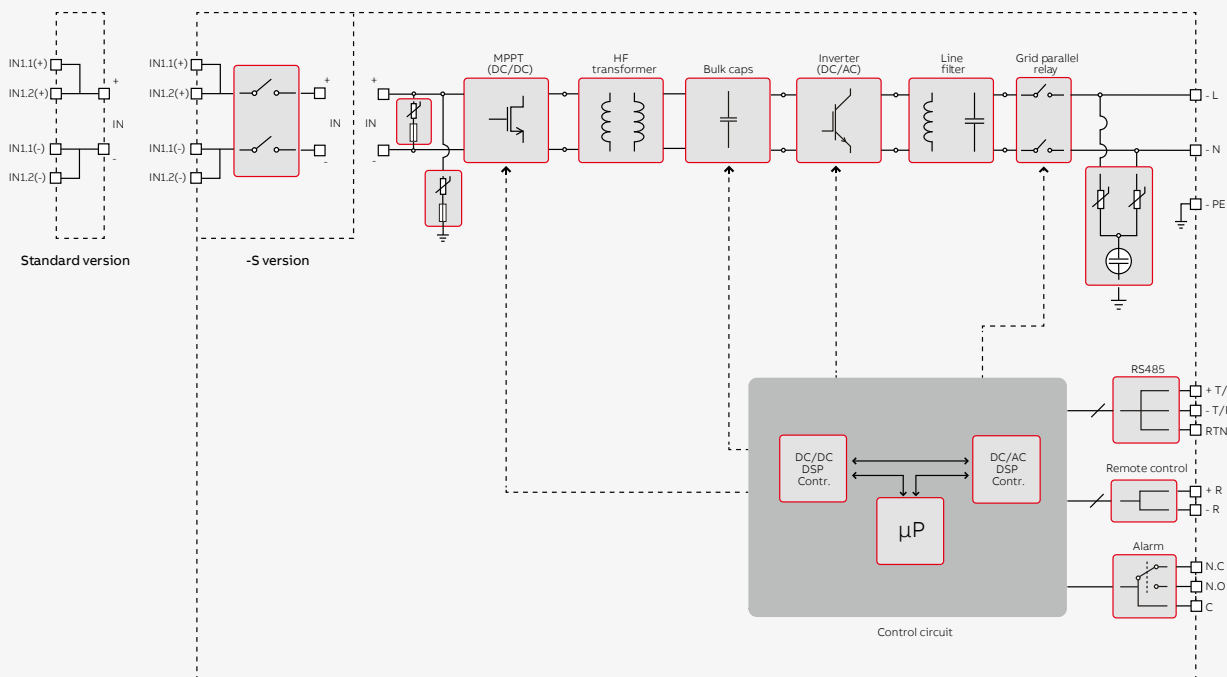 IN1.1(+)
IN1.2(+)
IN1.1(-)
IN1.2(-)
+
IN
-
Standard version
IN1.1(+)
IN1.2(+)
IN1.1(-)
IN1.2(-)
+
IN
-
-S version
+
IN
-
MPPT
(DC/DC)
HF
transformer
Bulk caps
Inverter
(DC/AC)
Line
filter
Grid parallel
relay
- L
- N
- PE
DC/DC
DSP
Contr.
DC/AC
DSP
Contr.
µP
Control circuit
RS485
+ T/
- T/
RTN
Remote control
+ R
- R
Alarm
N.C
N.O
C